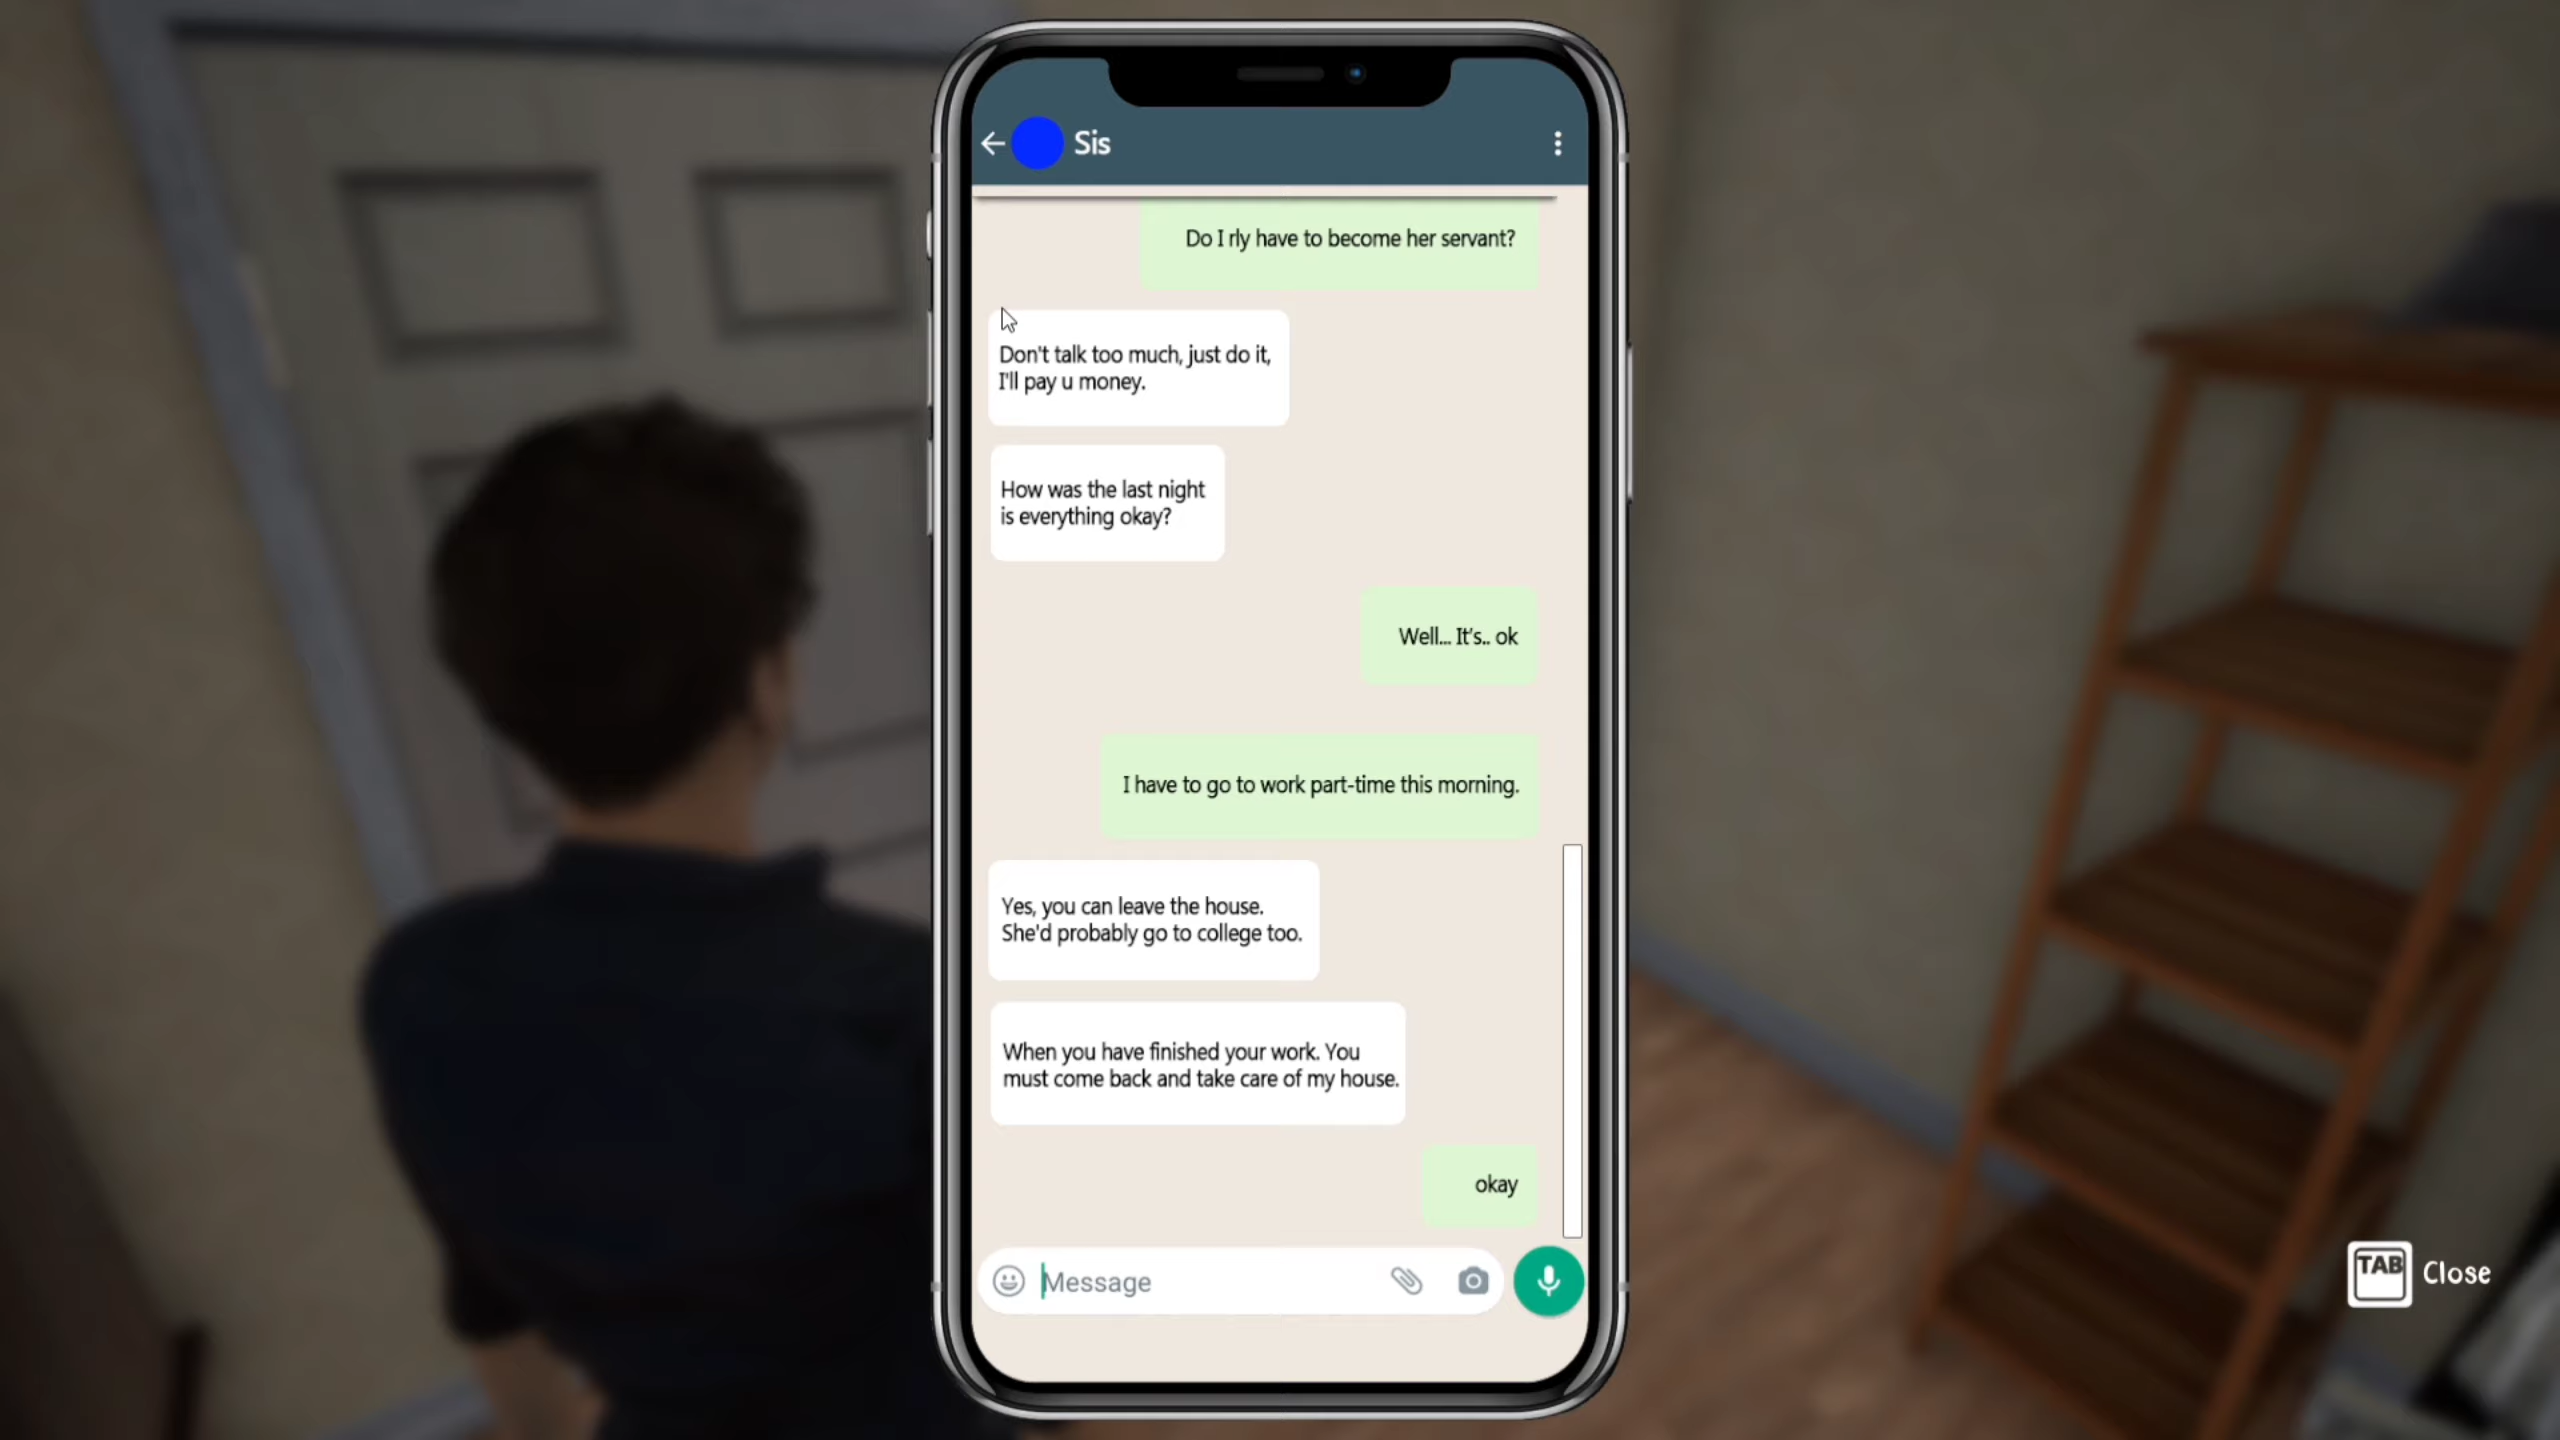 Sis
Do I rly have to become her servant?
Don't talk too much, just do it,
I'll pay u money.
How was the last night
is everything okay?
Well... It's.. ok
I have to go to work part-time this morning.
Yes, you can leave the house.
She'd probably go to college too.
When you have finished your work. You
must come back and take care of my house.
okay
Message
TAB Close